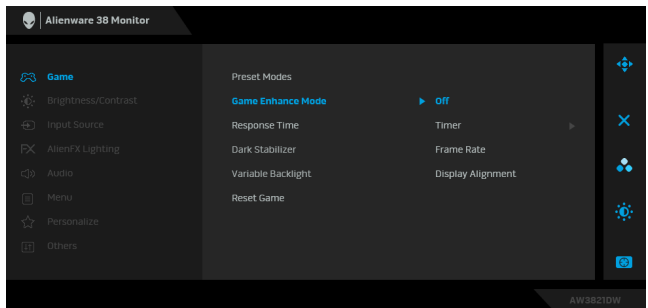 Alienware 38 Monitor
Game
Brightness/Contrast
Input Source
FX AlienFX Lighting
Audio
Menu
Personalize
Others
Preset Modes
Game Enhance Mode
Off
Response Time
Timer
Dark Stabilizer
Frame Rate
Variable Backlight
Display Alignment
Reset Game
AW3821DW